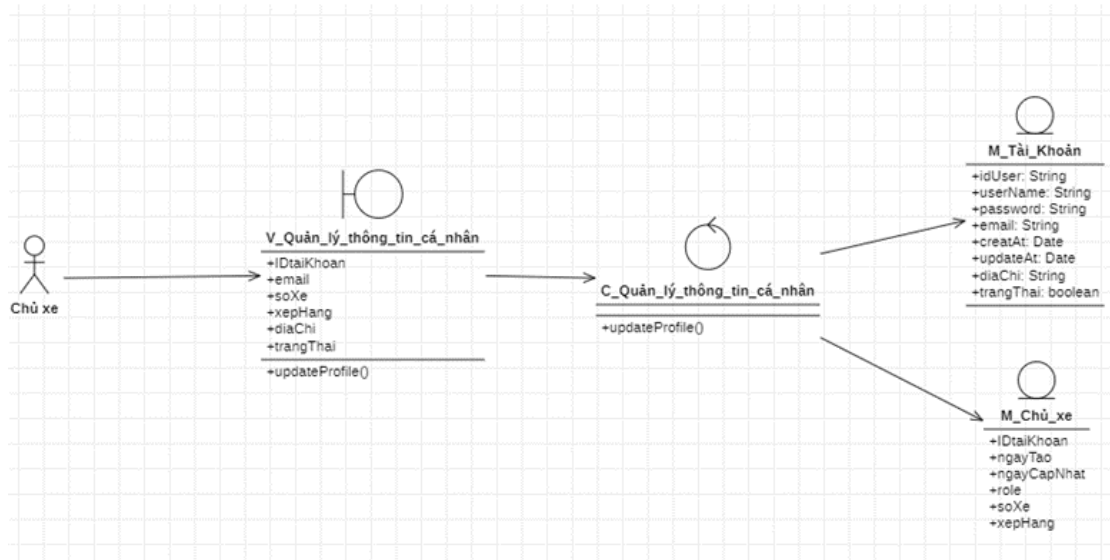 Chủ xe
V_Quản_lý_thông_tin_cá_nhân
+IDtaiKhoan
+email
+soXe
+xepHang
+diaChi
+trangThai
+updateProfile()
C_Quản_lý_thông_tin_cá_nhân
+updateProfile()
M_Tài_Khoản
+idUser: String
+userName: String
+password: String
+email: String
+creatAt: Date
+updateAt: Date
+diaChi: String
+trangThai: boolean
M_Chủ_xe
+IDtaiKhoan
+ngayTao
+ngayCapNhat
+role
+soXe
+xepHang